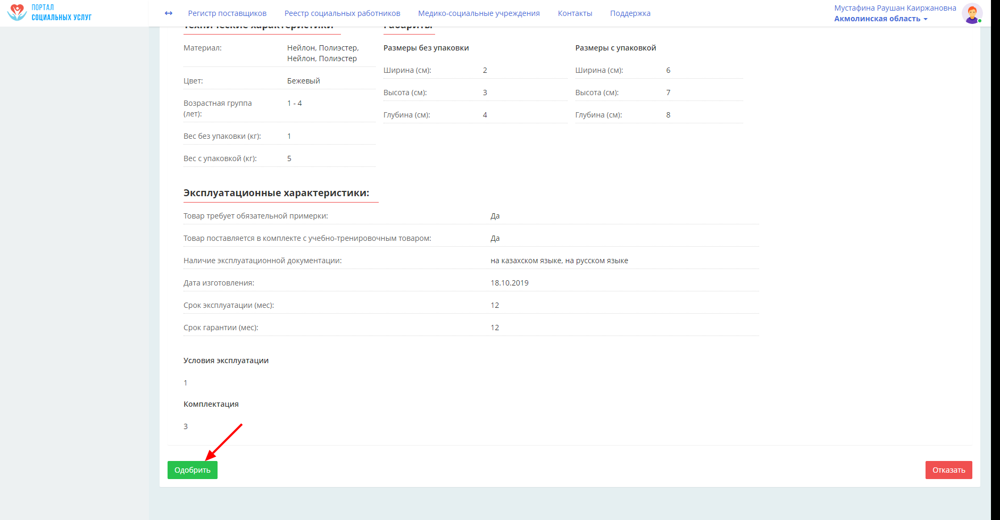 ПОРТАЛ
СОЦИАЛЬНЫХ УСЛУГ
Регистр поставщиков
Реестр социальных работников
Медико-социальные учреждения
Контакты
Поддержка
Мустафина Раушан Каиржановна
Акмолинская область
Технические характеристики
Габариты
Материал:
Нейлон, Полиэстер,
Нейлон, Полиэстер
Цвет:
Бежевый
Возрастная группа
(лет):
1 - 4
Вес без упаковки (кг):
1
Вес с упаковкой (кг):
5
Размеры без упаковки
Ширина (см):
2
Высота (см):
3
Глубина (см):
4
Размеры с упаковкой
Ширина (см):
6
Высота (см):
7
Глубина (см):
8
Эксплуатационные характеристики:
Товар требует обязательной примерки:
Да
Товар поставляется в комплекте с учебно-тренировочным товаром:
Да
Наличие эксплуатационной документации:
на казахском языке, на русском языке
Дата изготовления:
18.10.2019
Срок эксплуатации (мес):
12
Срок гарантии (мес):
12
Условия эксплуатации
1
Комплектация
3
Одобрить
Отказать